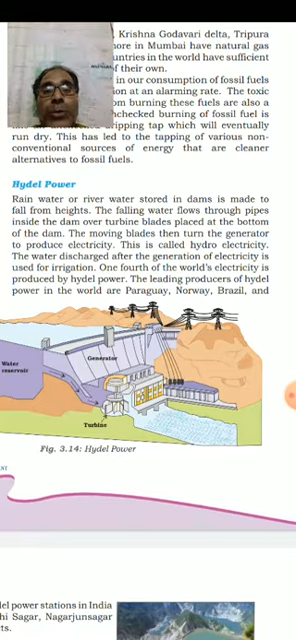 , Krishna Godavari delta, Tripura
ore in Mumbai have natural gas
untries in the world have sufficient
f their own.
in our consumption of fossil fuels
ion at an alarming rate. The toxic
om burning these fuels are also a
nchecked burning of fossil fuel is
ripping tap which will eventually
run dry. This has led to the tapping of various non-
conventional sources of energy that are cleaner
alternatives to fossil fuels.
Hydel Power
Rain water or river water stored in dams is made to
fall from heights. The falling water flows through pipes
inside the dam over turbine blades placed at the bottom
of the dam. The moving blades then turn the generator
to produce electricity. This is called hydro electricity.
The water discharged after the generation of electricity is
used for irrigation. One fourth of the world's electricity is
produced by hydel power. The leading producers of hydel
power in the world are Paraguay, Norway, Brazil, and
Water
reservoir
Generator
Turbine
Fig. 3.14: Hydel Power
el power stations in India
hi Sagar, Nagarjunsagar
ts.